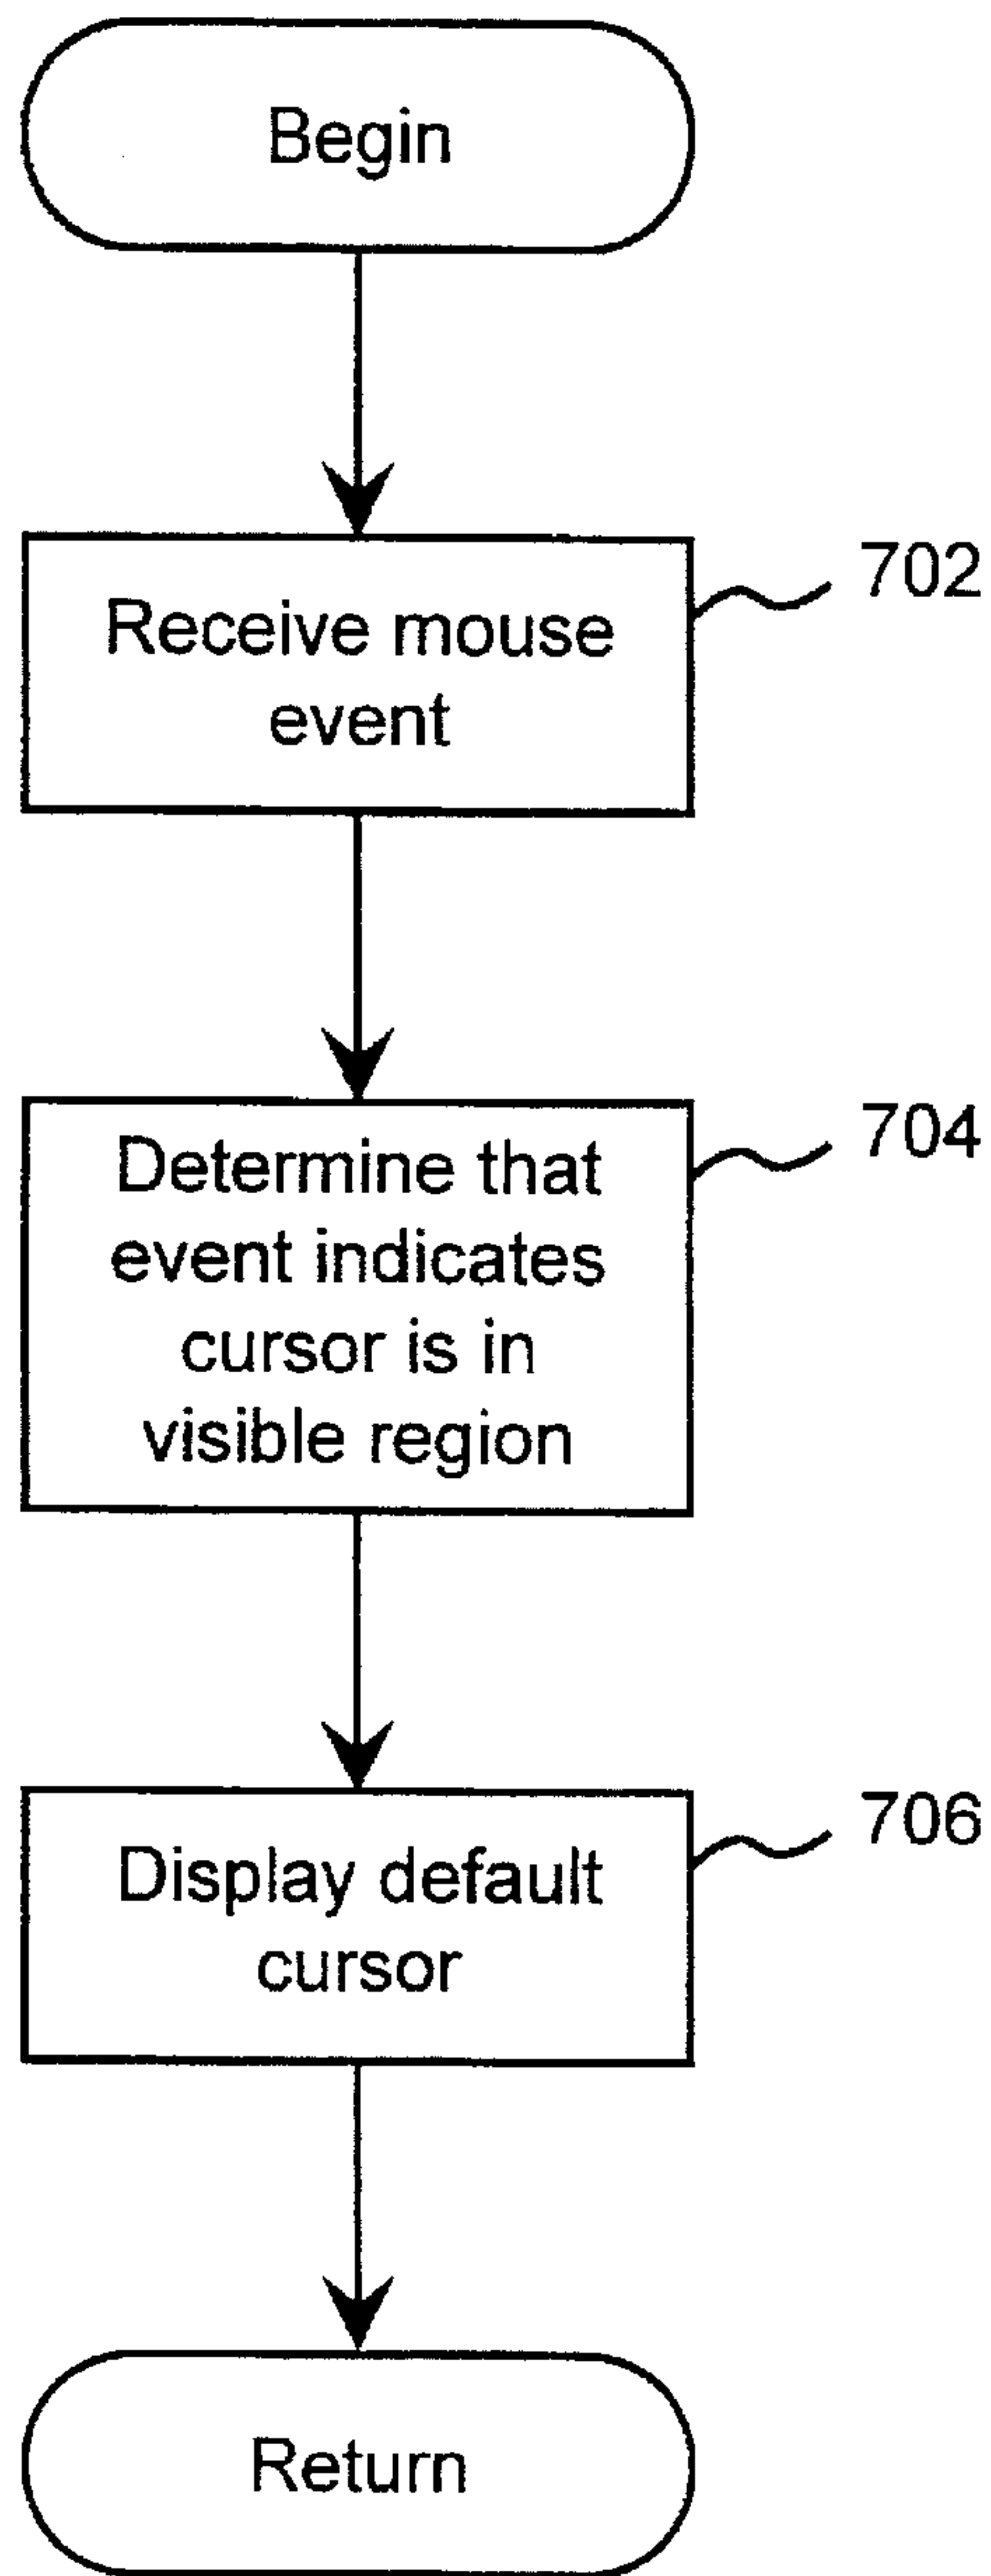 Begin
Receive mouse
event
702
Determine that
event indicates
cursor is in
visible region
704
Display default
cursor
706
Return